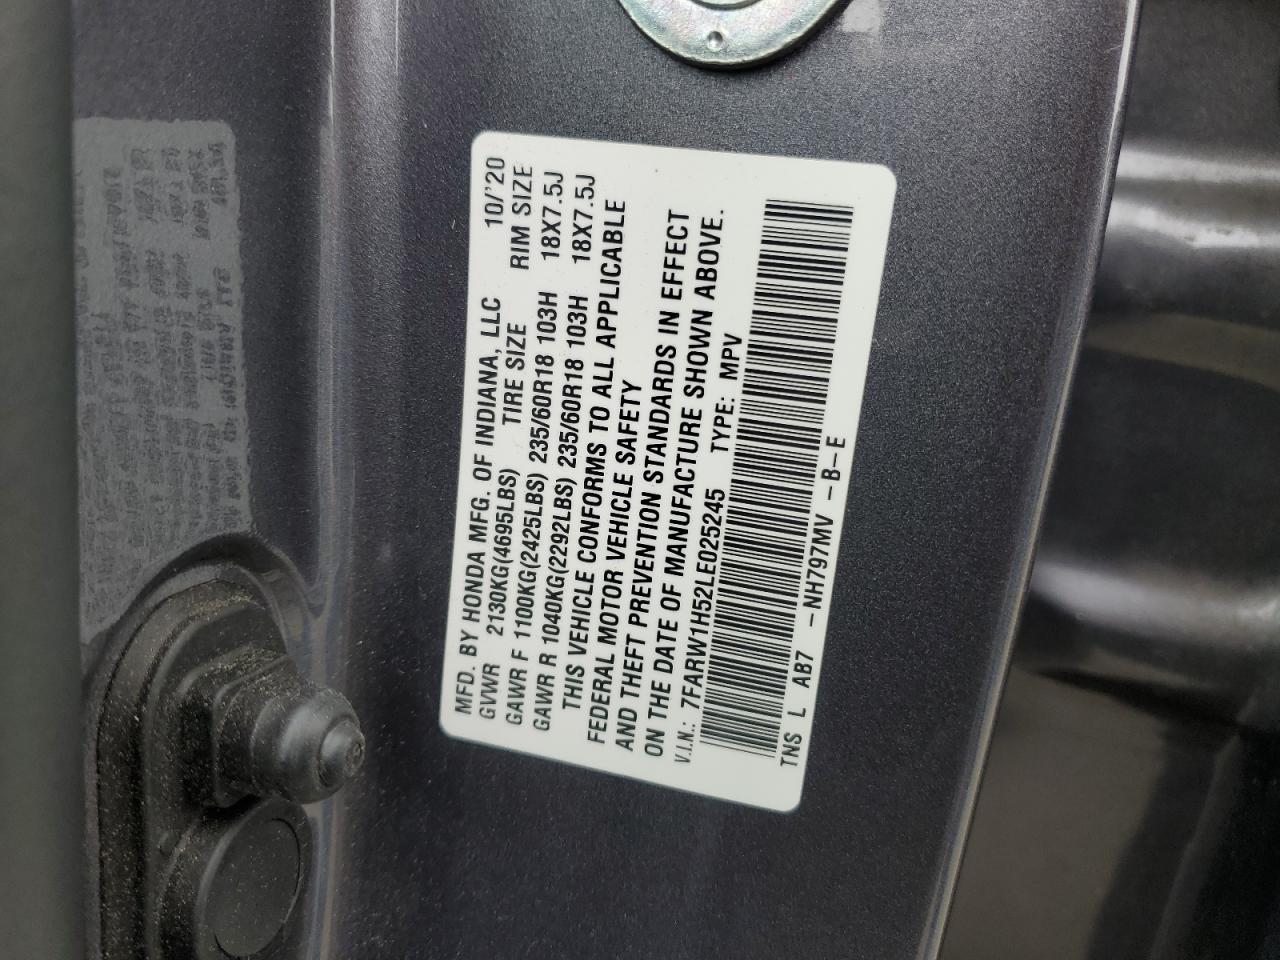 MFD. BY HONDA MFG. OF INDIANA, LLC 10/'20
GVWR 2130KG(4695LBS) TIRE SIZE RIM SIZE
GAWR F 1100KG(2425LBS) 235/60R18 103H 18X7.5J
GAWR R 1040KG(2292LBS) 235/60R18 103H 18X7.5J
THIS VEHICLE CONFORMS TO ALL APPLICABLE
FEDERAL MOTOR VEHICLE SAFETY
AND THEFT PREVENTION STANDARDS IN EFFECT
ON THE DATE OF MANUFACTURE SHOWN ABOVE.
V.I.N.: 7FARW1H52LE025245 TYPE: MPV
TNS L AB7 -NH797MV -B-E